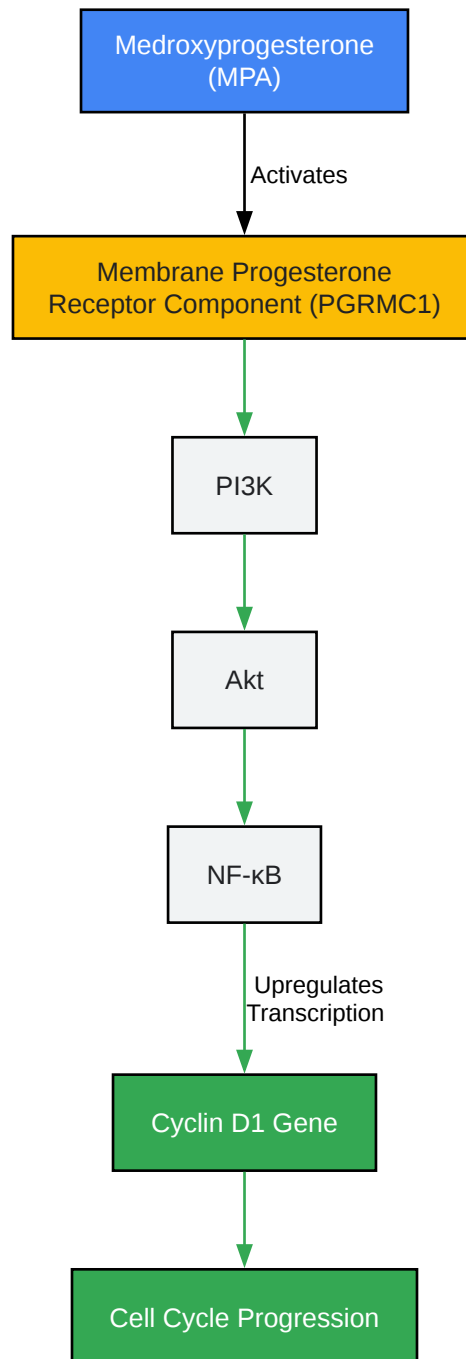 Medroxyprogesterone
(MPA)
Activates
Membrane Progesterone
Receptor Component (PGRMC1)
PI3K
Akt
NF-κB
Upregulates
Transcription
Cyclin D1 Gene
Cell Cycle Progression